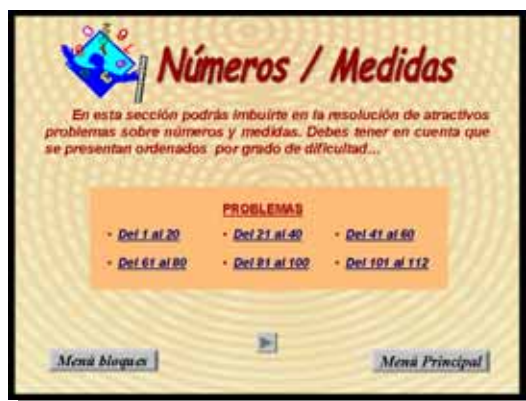 Números / Medidas
En esta sección podrás imbuirte en la resolución de atractivos
problemas sobre números y medidas. Debes tener en cuenta que
se presentan ordenados por grado de dificultad...
PROBLEMAS
• Del 1 al 20 • Del 21 al 40 • Del 41 al 60
• Del 61 al 80 • Del 81 al 100 • Del 101 al 112
Menú bloques Menú Principal